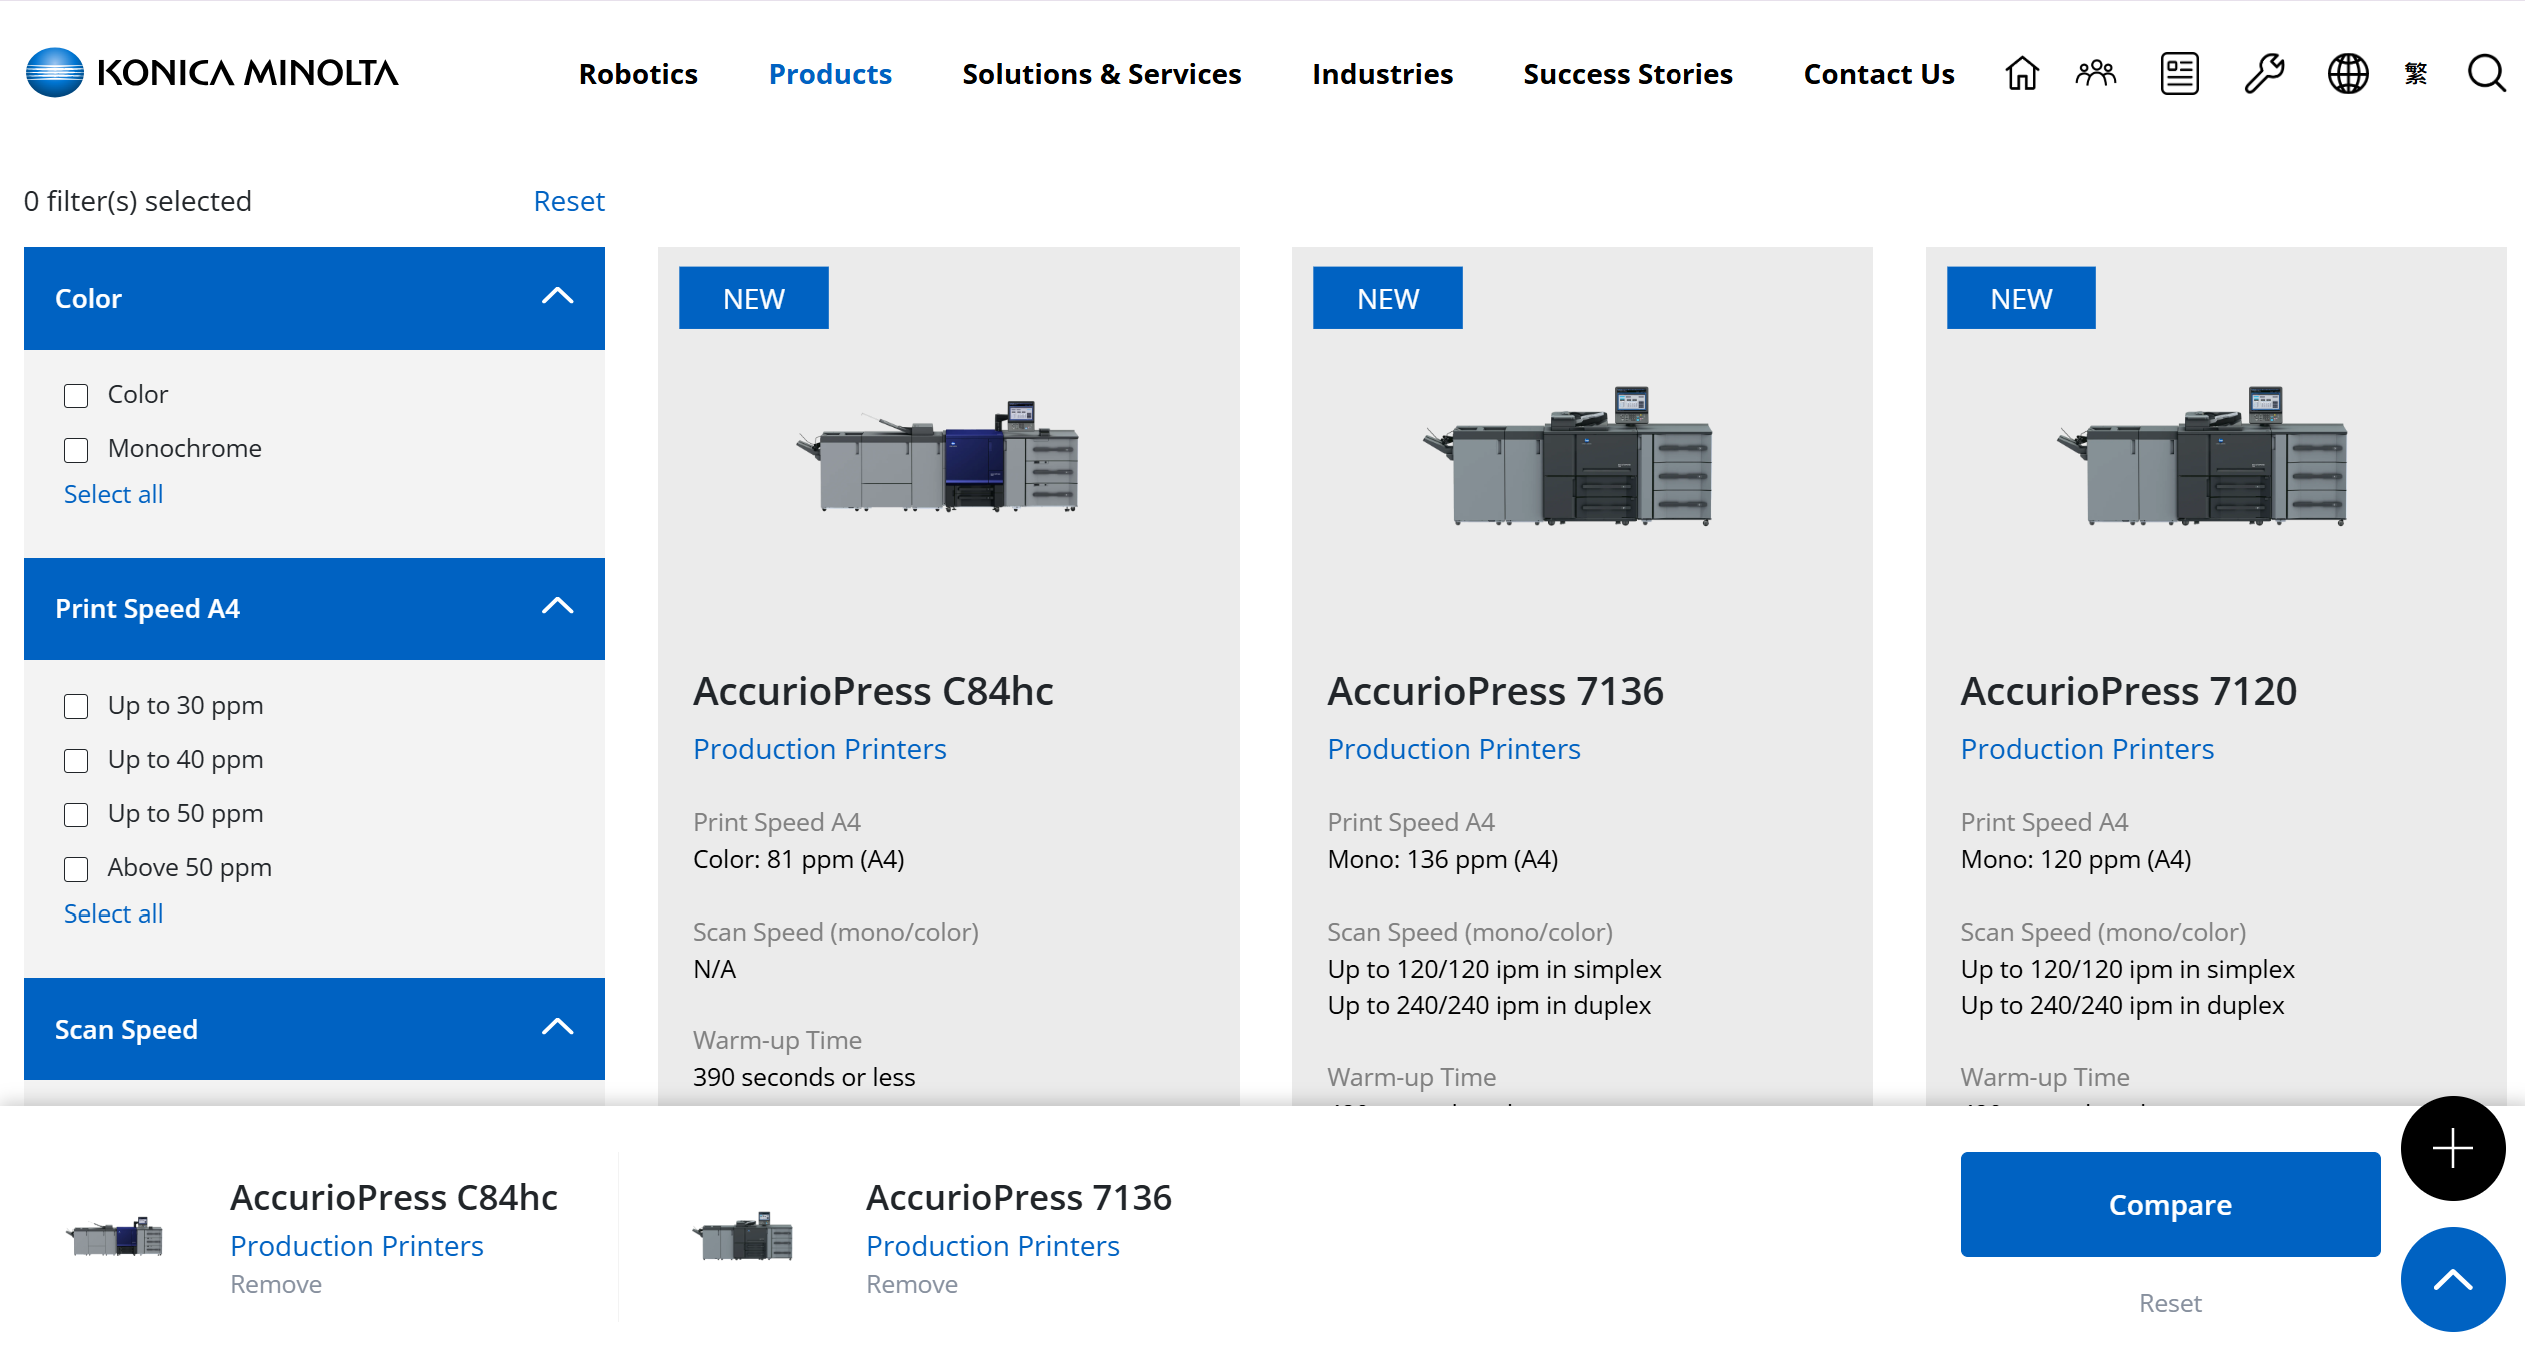 KONICA MINOLTA
Robotics
Products
Solutions & Services
Industries
Success Stories
Contact Us
繁
0 filter(s) selected
Reset
Color
Color
Monochrome
Select all
Print Speed A4
Up to 30 ppm
Up to 40 ppm
Up to 50 ppm
Above 50 ppm
Select all
Scan Speed
NEW
AccurioPress C84hc
Production Printers
Print Speed A4
Color: 81 ppm (A4)
Scan Speed (mono/color)
N/A
Warm-up Time
390 seconds or less
NEW
AccurioPress 7136
Production Printers
Print Speed A4
Mono: 136 ppm (A4)
Scan Speed (mono/color)
Up to 120/120 ipm in simplex
Up to 240/240 ipm in duplex
Warm-up Time
NEW
AccurioPress 7120
Production Printers
Print Speed A4
Mono: 120 ppm (A4)
Scan Speed (mono/color)
Up to 120/120 ipm in simplex
Up to 240/240 ipm in duplex
Warm-up Time
AccurioPress C84hc
Production Printers
Remove
AccurioPress 7136
Production Printers
Remove
Compare
Reset